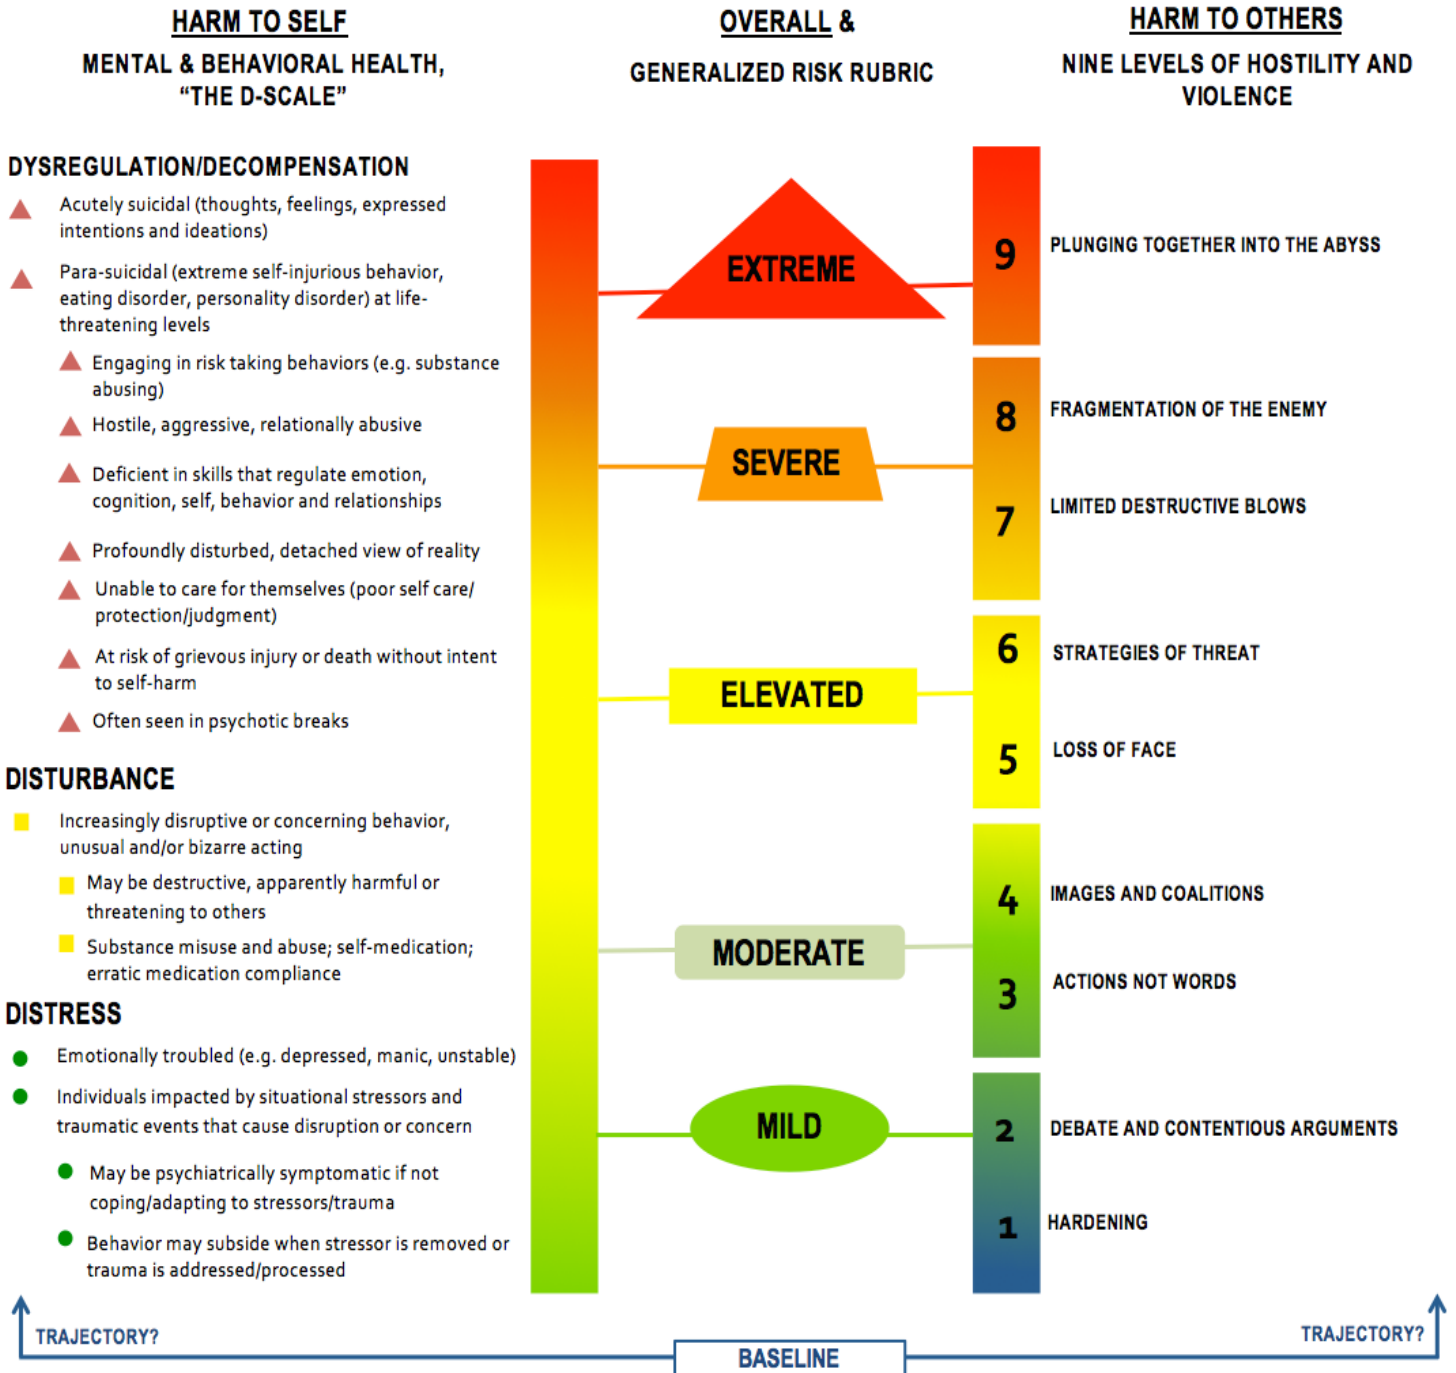 HARM TO SELF
MENTAL & BEHAVIORAL HEALTH,
“THE D-SCALE”
DYSREGULATION/DECOMPENSATION
Acutely suicidal (thoughts, feelings, expressed
intentions and ideations)
Para-suicidal (extreme self-injurious behavior,
eating disorder, personality disorder) at life-
threatening levels
Engaging in risk taking behaviors (e.g. substance
abusing)
Hostile, aggressive, relationally abusive
Deficient in skills that regulate emotion,
cognition, self, behavior and relationships
Profoundly disturbed, detached view of reality
Unable to care for themselves (poor self care/
protection/judgment)
At risk of grievous injury or death without intent
to self-harm
Often seen in psychotic breaks
DISTURBANCE
Increasingly disruptive or concerning behavior,
unusual and/or bizarre acting
May be destructive, apparently harmful or
threatening to others
Substance misuse and abuse; self-medication;
erratic medication compliance
DISTRESS
Emotionally troubled (e.g. depressed, manic, unstable)
Individuals impacted by situational stressors and
traumatic events that cause disruption or concern
May be psychiatrically symptomatic if not
coping/adapting to stressors/trauma
Behavior may subside when stressor is removed or
trauma is addressed/processed
OVERALL &
GENERALIZED RISK RUBRIC
EXTREME
SEVERE
ELEVATED
MODERATE
MILD
HARM TO OTHERS
NINE LEVELS OF HOSTILITY AND
VIOLENCE
9 PLUNGING TOGETHER INTO THE ABYSS
8 FRAGMENTATION OF THE ENEMY
7 LIMITED DESTRUCTIVE BLOWS
6 STRATEGIES OF THREAT
5 LOSS OF FACE
4 IMAGES AND COALITIONS
3 ACTIONS NOT WORDS
2 DEBATE AND CONTENTIOUS ARGUMENTS
1 HARDENING
TRAJECTORY?
BASELINE
TRAJECTORY?